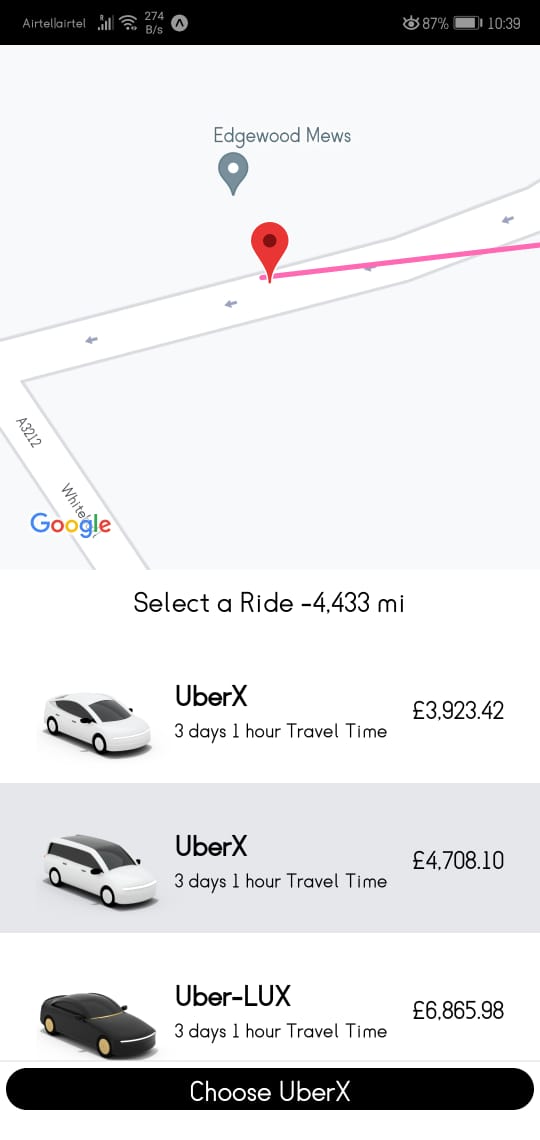 Airtel|airtel 274 B/s 87% 10:39
Edgewood Mews
A3212
Google
Select a Ride -4,433 mi
UberX
3 days 1 hour Travel Time
£3,923.42
UberX
3 days 1 hour Travel Time
£4,708.10
Uber-LUX
3 days 1 hour Travel Time
£6,865.98
Choose UberX